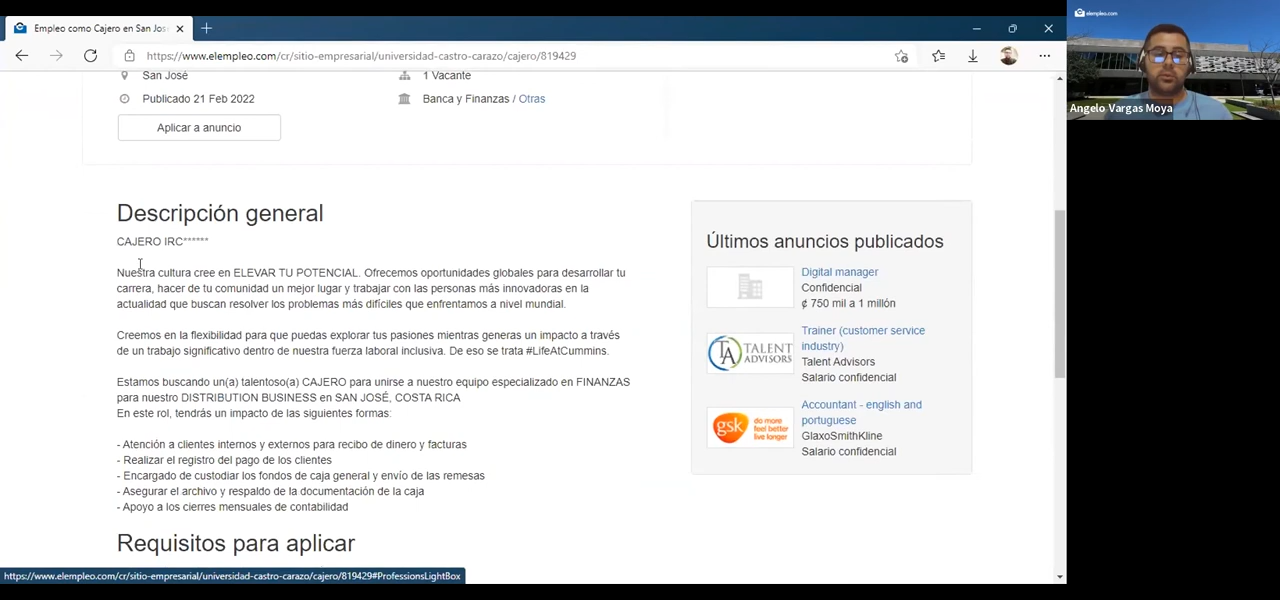 Empleo como Cajero en San Jos
https://www.elempleo.com/cr/sitio-empresarial/universidad-castro-carazo/cajero/819429
elempleo.com
Angelo Vargas Moya
San José
1 Vacante
Publicado 21 Feb 2022
Banca y Finanzas / Otras
Aplicar a anuncio
Descripción general
CAJERO IRC******
Nuestra cultura cree en ELEVAR TU POTENCIAL. Ofrecemos oportunidades globales para desarrollar tu
carrera, hacer de tu comunidad un mejor lugar y trabajar con las personas más innovadoras en la
actualidad que buscan resolver los problemas más difíciles que enfrentamos a nivel mundial.
Creemos en la flexibilidad para que puedas explorar tus pasiones mientras generas un impacto a través
de un trabajo significativo dentro de nuestra fuerza laboral inclusiva. De eso se trata #LifeAtCummins.
Estamos buscando un(a) talentoso(a) CAJERO para unirse a nuestro equipo especializado en FINANZAS
para nuestro DISTRIBUTION BUSINESS en SAN JOSÉ, COSTA RICA
En este rol, tendrás un impacto de las siguientes formas:
- Atención a clientes internos y externos para recibo de dinero y facturas
- Realizar el registro del pago de los clientes
- Encargado de custodiar los fondos de caja general y envío de las remesas
- Asegurar el archivo y respaldo de la documentación de la caja
- Apoyo a los cierres mensuales de contabilidad
Requisitos para aplicar
Últimos anuncios publicados
Digital manager
Confidencial
¢ 750 mil a 1 millón
TA TALENT
ADVISORS
Trainer (customer service
industry)
Talent Advisors
Salario confidencial
gsk do more
feel better
live longer
Accountant - english and
portuguese
GlaxoSmithKline
Salario confidencial
https://www.elempleo.com/cr/sitio-empresarial/universidad-castro-carazo/cajero/819429#ProfessionsLightBox